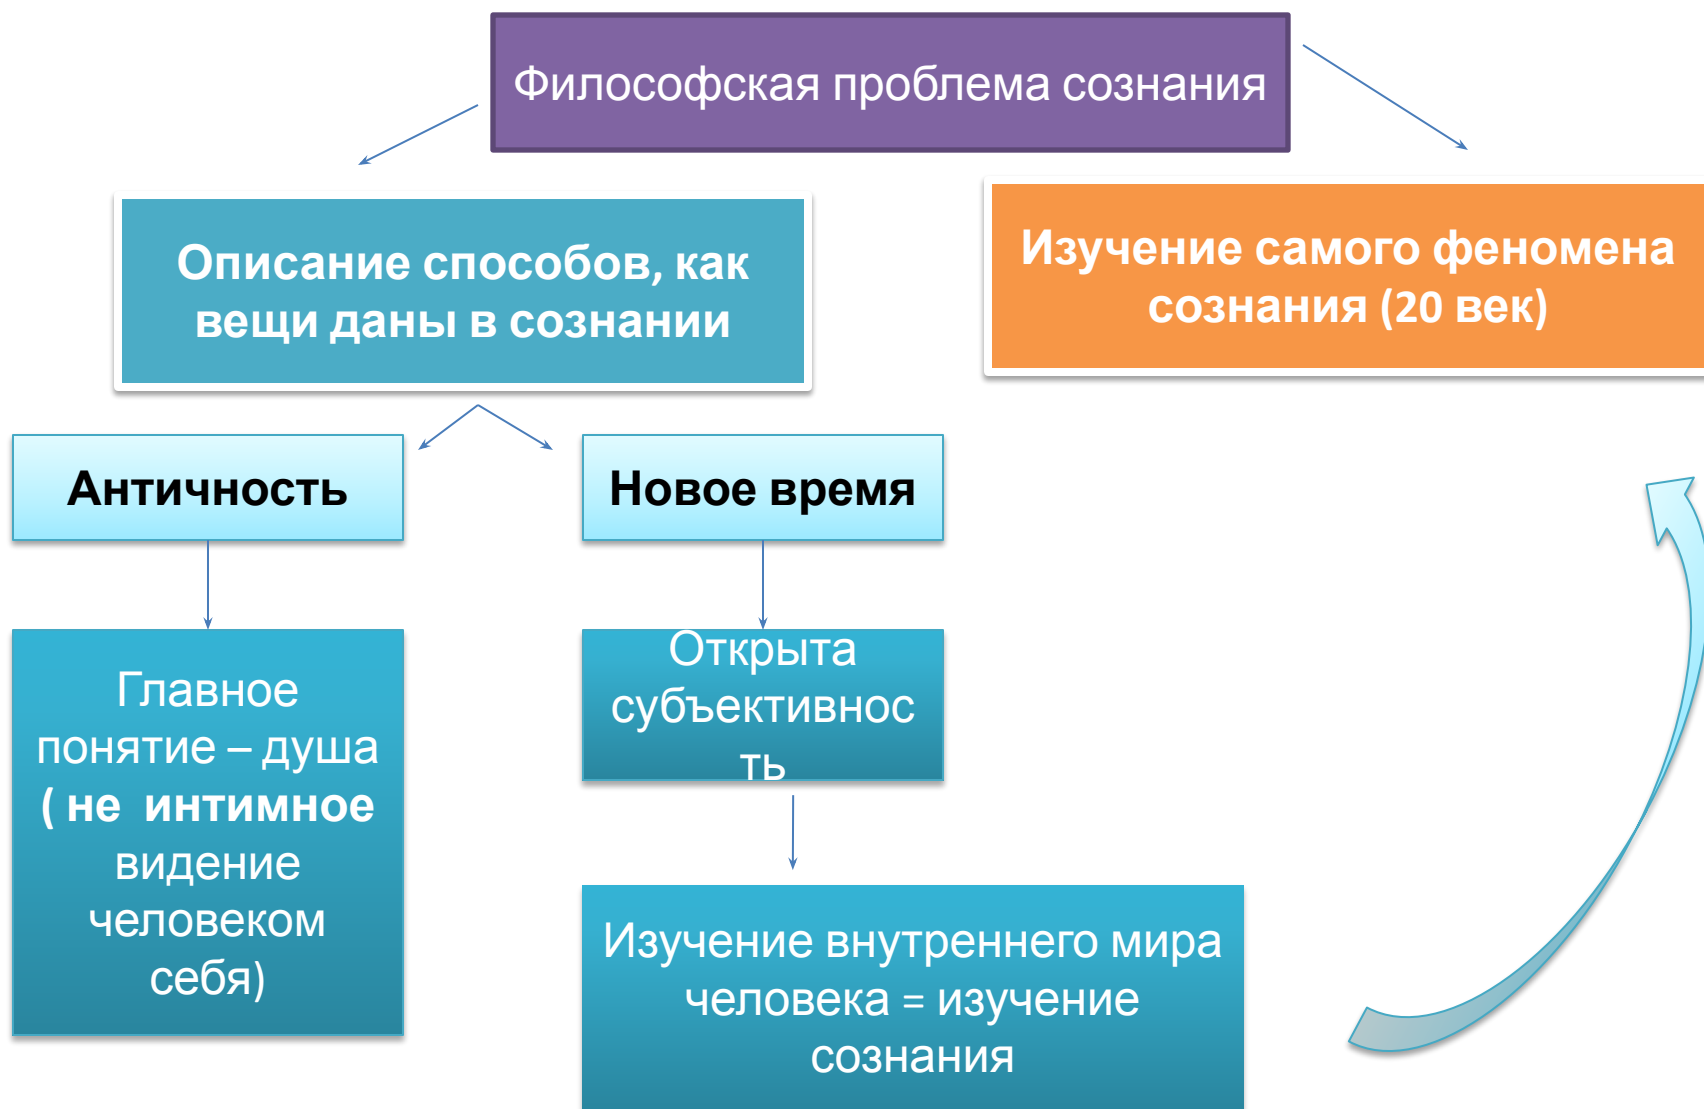 Философская проблема сознания
Описание способов, как
вещи даны в сознании
Изучение самого феномена
сознания (20 век)
Античность
Новое время
Главное
понятие – душа
( не интимное
видение
человеком
себя)
Открыта
субъективнос
ть
Изучение внутреннего мира
человека = изучение
сознания